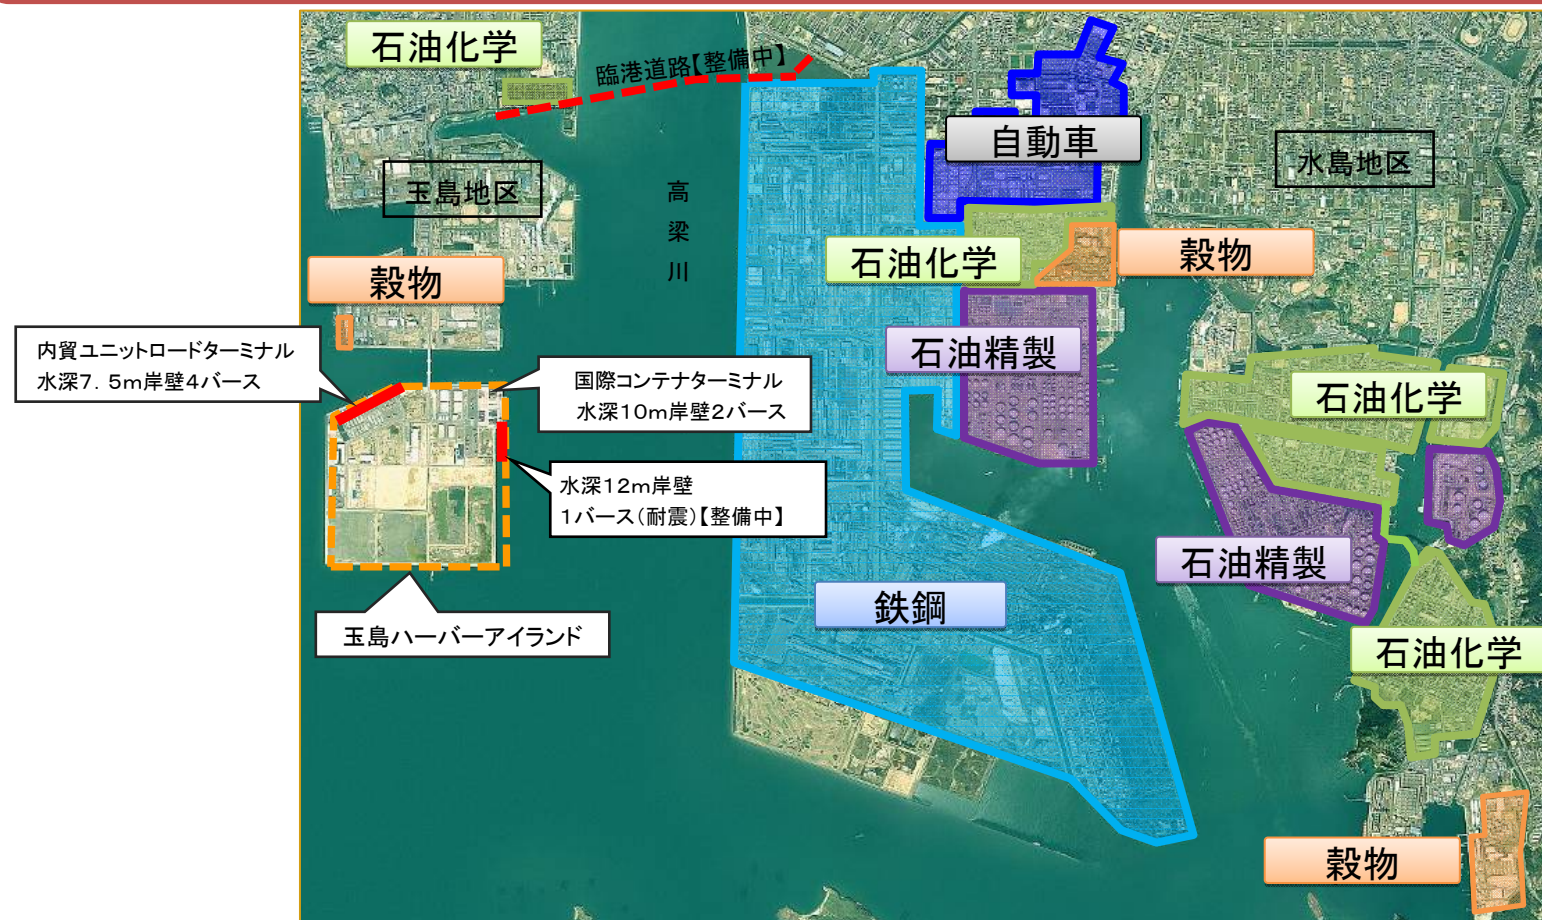 石油化学
臨港道路【整備中】
自動車
水島地区
玉島地区
高
梁
川
石油化学
穀物
穀物
内貿ユニットロードターミナル
水深7．5m岸壁4バース
国際コンテナターミナル
水深10m岸壁2バース
石油精製
石油化学
水深12m岸壁
1バース（耐震）【整備中】
石油精製
鉄鋼
玉島ハーバーアイランド
石油化学
穀物